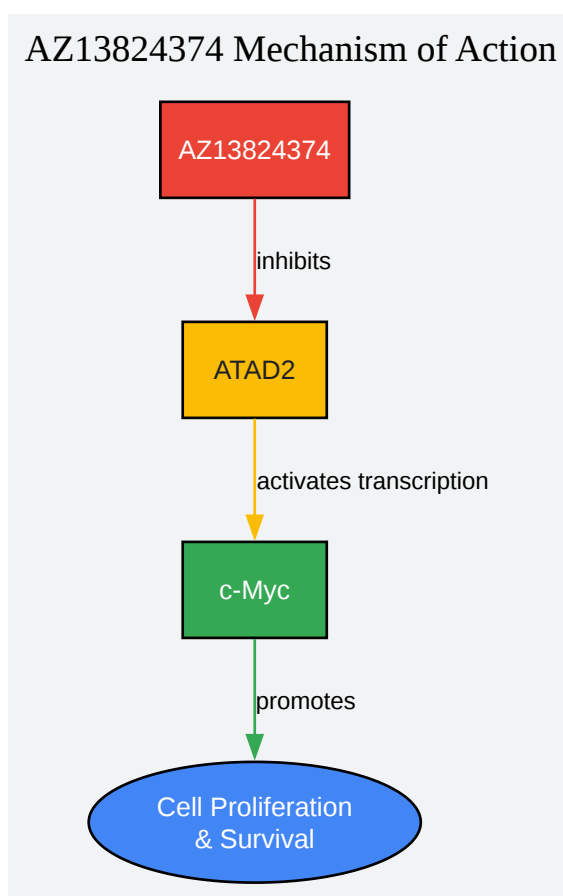 AZ13824374 Mechanism of Action
AZ13824374
inhibits
ATAD2
activates transcription
c-Myc
promotes
Cell Proliferation
& Survival